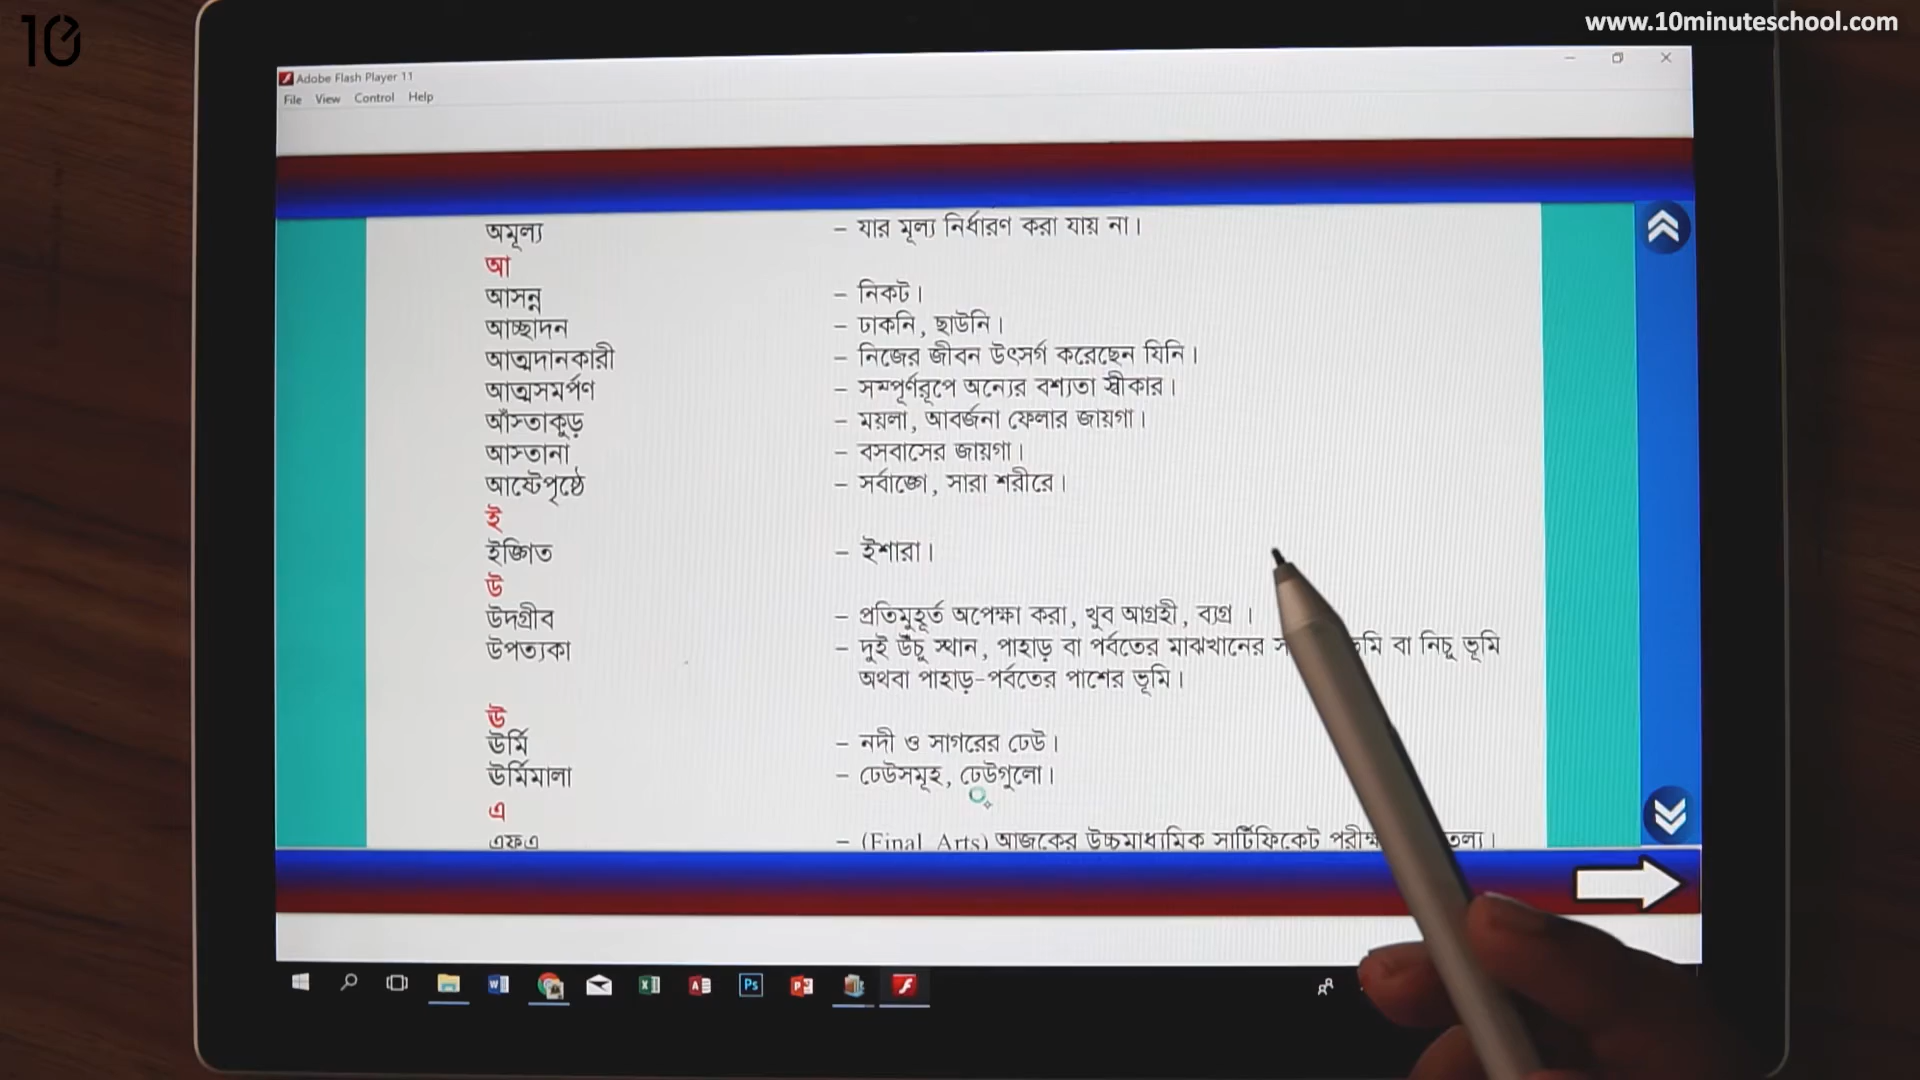 10
www.10minuteschool.com
Adobe Flash Player 11
File View Control Help
অমূল্য – যার মূল্য নির্ধারণ করা যায় না।
আ
আসন্ন – নিকট।
আচ্ছাদন – ঢাকনি, ছাউনি।
আত্মদানকারী – নিজের জীবন উৎসর্গ করেছেন যিনি।
আত্মসমর্পণ – সম্পূর্ণরূপে অন্যের বশ্যতা স্বীকার।
আঁস্তাকুড় – ময়লা, আবর্জনা ফেলার জায়গা।
আস্তানা – বসবাসের জায়গা।
আষ্টেপৃষ্ঠে – সর্বাঙ্গে, সারা শরীরে।
ই
ইঙ্গিত – ইশারা।
উ
উদগ্রীব – প্রতিমুহূর্ত অপেক্ষা করা, খুব আগ্রহী, ব্যগ্র ।
উপত্যকা – দুই উঁচু স্থান, পাহাড় বা পর্বতের মাঝখানের বা নিচু ভূমি
অথবা পাহাড়-পর্বতের পাশের ভূমি।
ঊ
ঊর্মি – নদী ও সাগরের ঢেউ।
ঊর্মিমালা – ঢেউসমূহ, ঢেউগুলো।
এ
এফএ – (Final Arts) আজকের উচ্চমাধ্যমিক সার্টিফিকেট